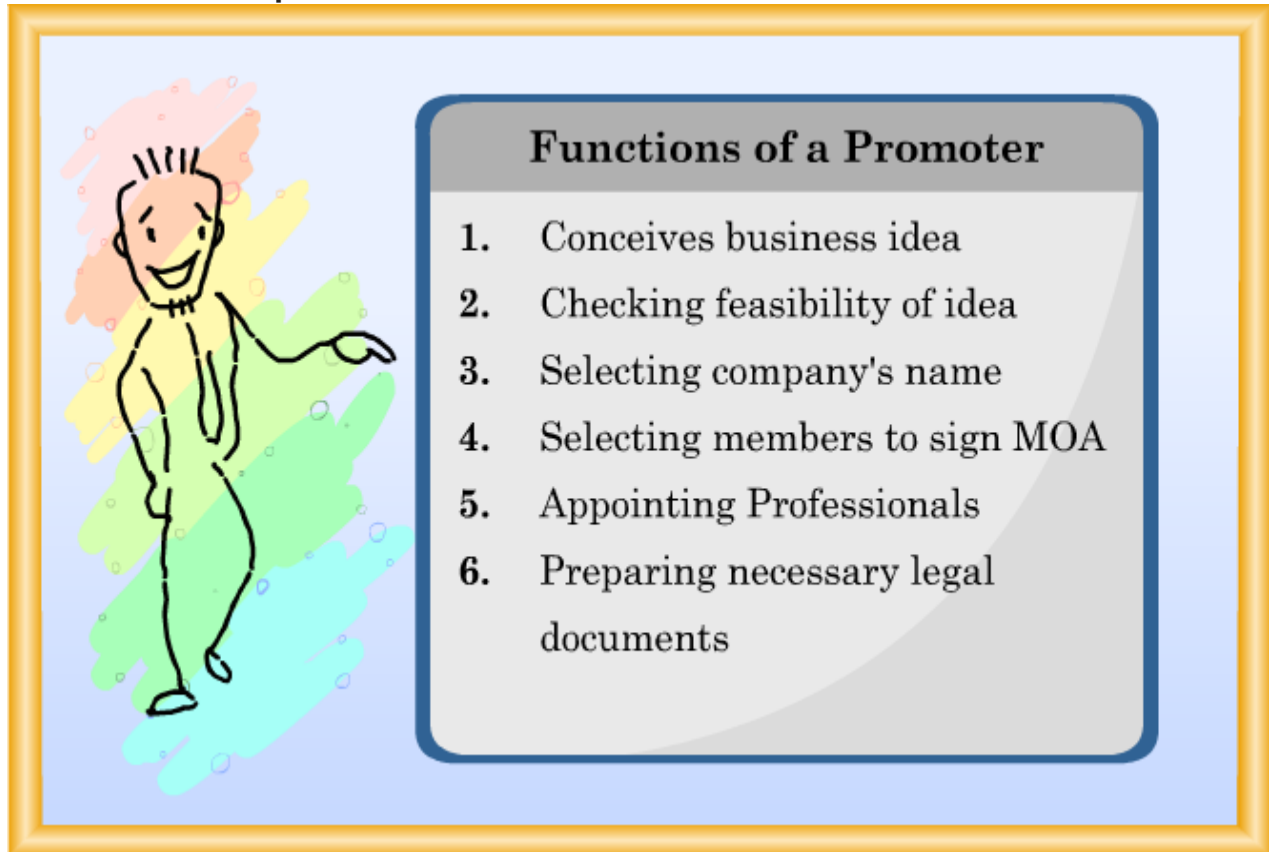 Functions of a Promoter
1. Conceives business idea
2. Checking feasibility of idea
3. Selecting company's name
4. Selecting members to sign MOA
5. Appointing Professionals
6. Preparing necessary legal
documents